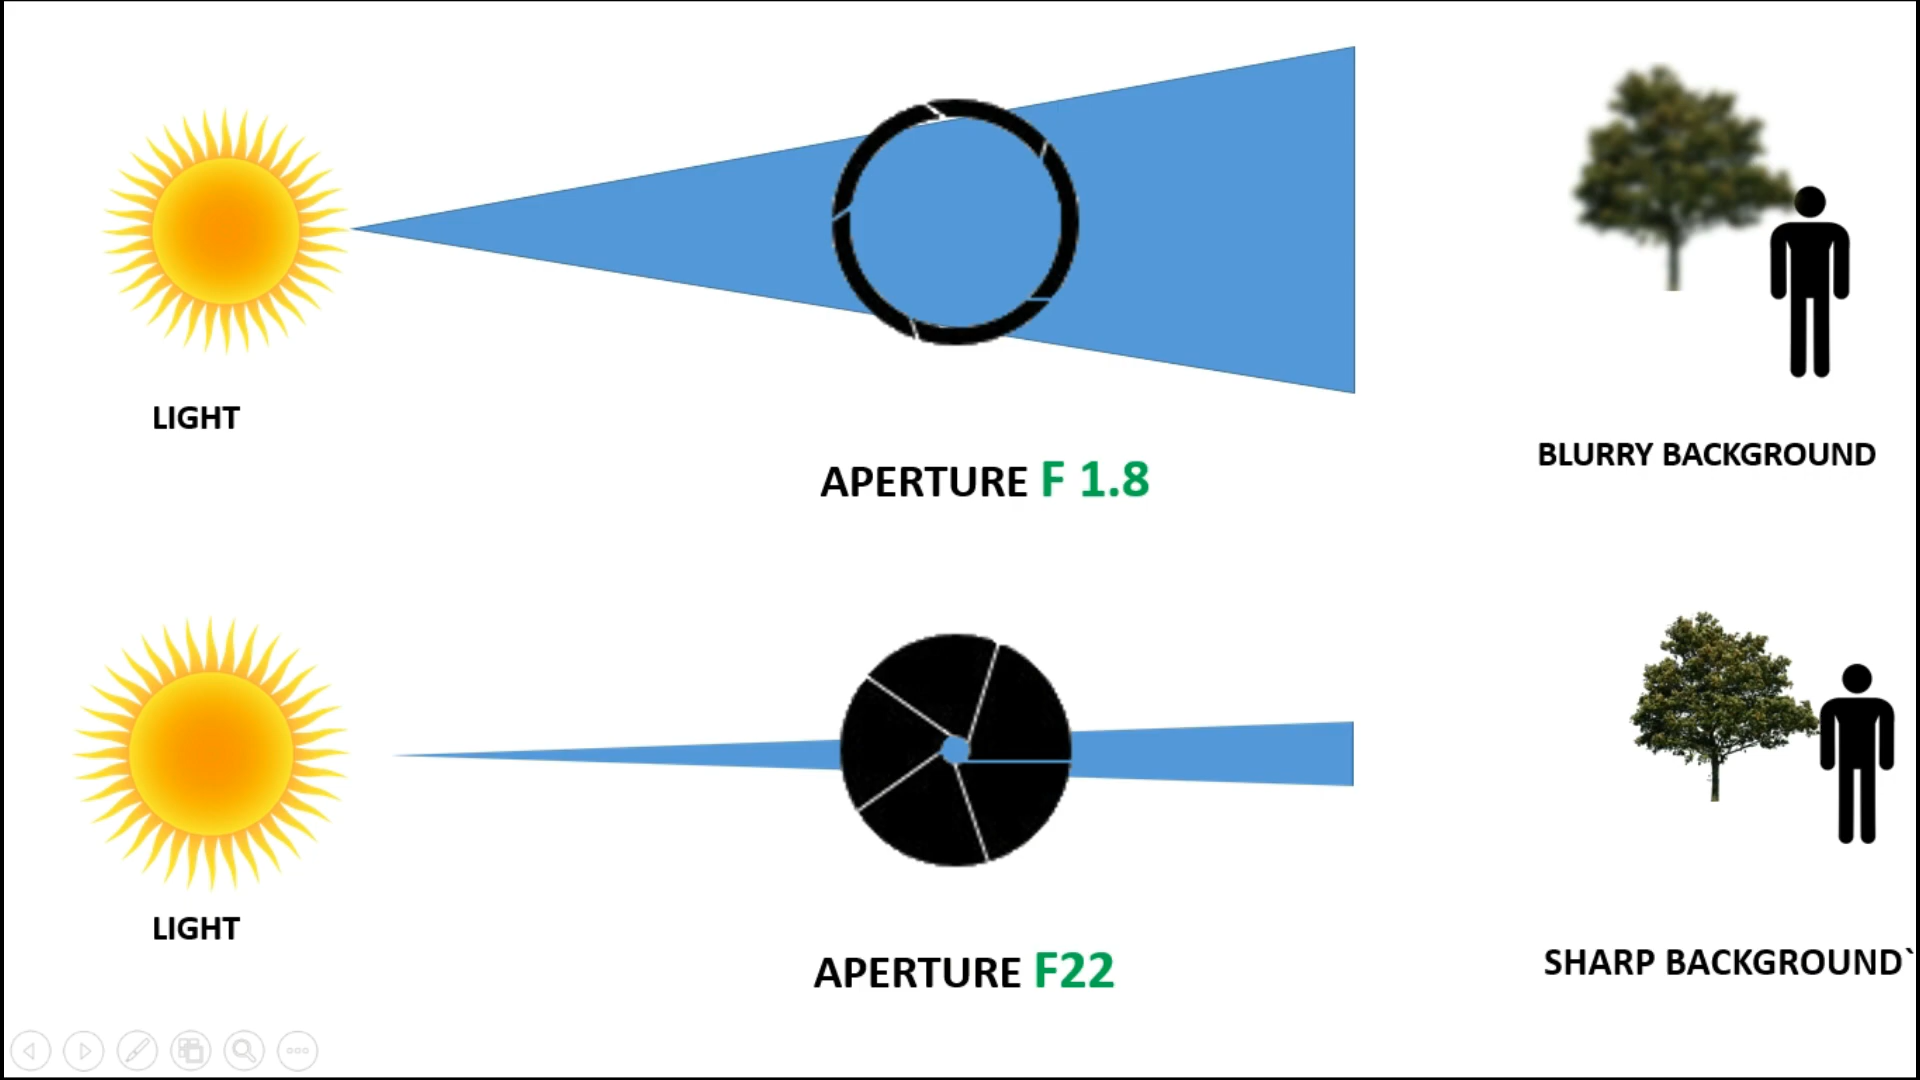 LIGHT
APERTURE F 1.8
BLURRY BACKGROUND
LIGHT
APERTURE F22
SHARP BACKGROUND`